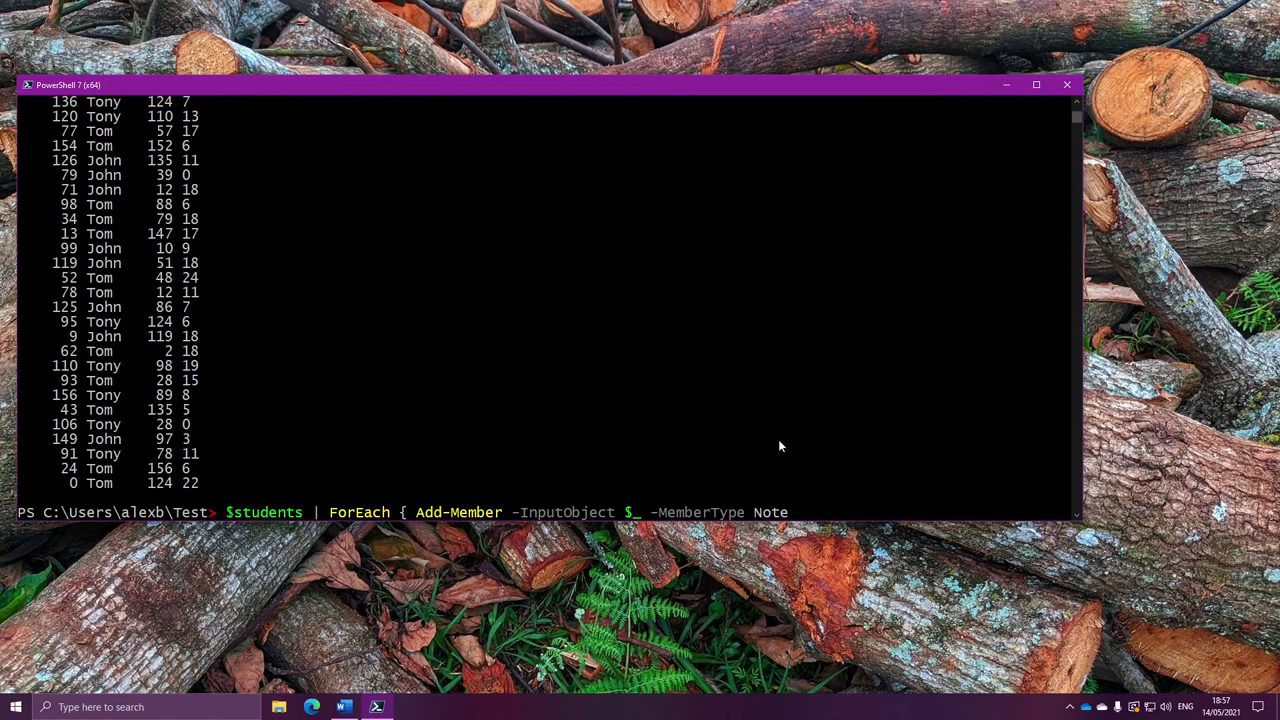 PowerShell 7 (x64)
136 Tony 124 7
120 Tony 110 13
77 Tom 57 17
154 Tom 152 6
126 John 135 11
79 John 39 0
71 John 12 18
98 Tom 88 6
34 Tom 79 18
13 Tom 147 17
99 John 10 9
119 John 51 18
52 Tom 48 24
78 Tom 12 11
125 John 86 7
95 Tony 124 6
9 John 119 18
62 Tom 2 18
110 Tony 98 19
93 Tom 28 15
156 Tony 89 8
43 Tom 135 5
106 Tony 28 0
149 John 97 3
91 Tony 78 11
24 Tom 156 6
0 Tom 124 22
PS C:\Users\alexb\Test> $students | ForEach { Add-Member -InputObject $_ -MemberType Note
Type here to search
ENG
18:57
14/05/2021